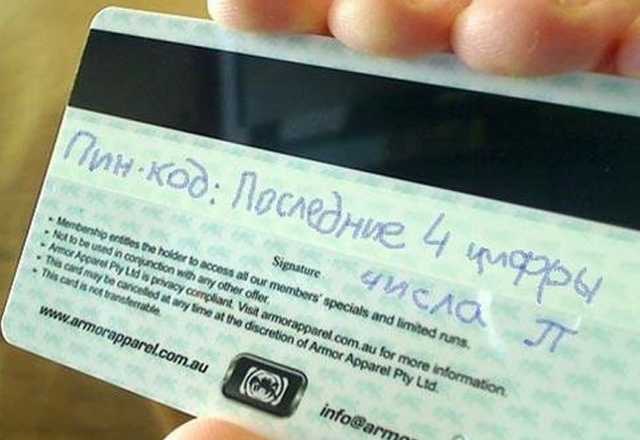 Пин-код: Последние 4 цифры
числа π
Signature
Membership entitles the holder to access all our members' specials and limited runs.
Not to be used in conjunction with any other offer.
Armor Apparel Pty Ltd is privacy compliant. Visit armorapparel.com.au for more information.
This card may be cancelled at any time at the discretion of Armor Apparel Pty Ltd.
This card is not transferrable.
www.armorapparel.com.au
info@armo